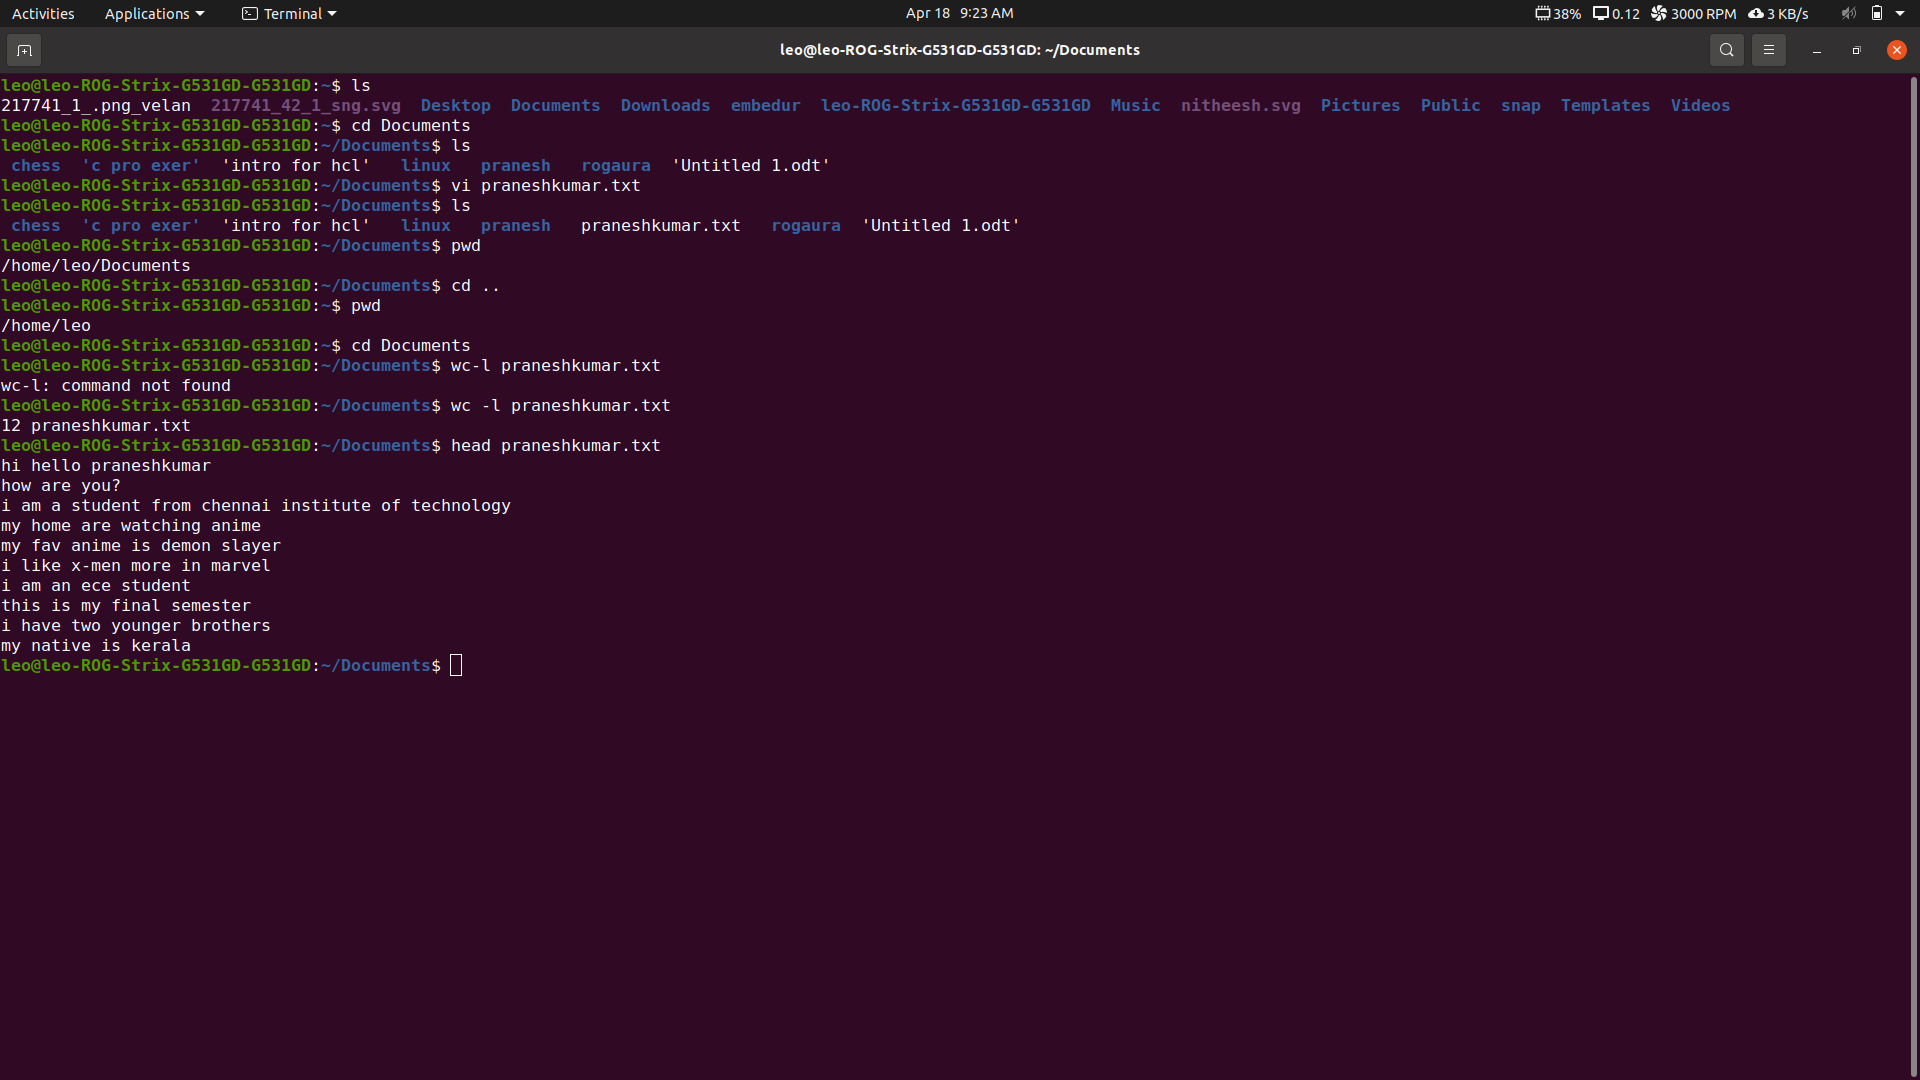 Activities Applications Terminal Apr 18 9:23 AM 38% 0.12 3000 RPM 3 KB/s
leo@leo-ROG-Strix-G531GD-G531GD: ~/Documents
leo@leo-ROG-Strix-G531GD-G531GD:~$ ls
217741_1_.png_velan 217741_42_1_sng.svg Desktop Documents Downloads embedur leo-ROG-Strix-G531GD-G531GD Music nitheesh.svg Pictures Public snap Templates Videos
leo@leo-ROG-Strix-G531GD-G531GD:~$ cd Documents
leo@leo-ROG-Strix-G531GD-G531GD:~/Documents$ ls
chess 'c pro exer' 'intro for hcl' linux pranesh rogaura 'Untitled 1.odt'
leo@leo-ROG-Strix-G531GD-G531GD:~/Documents$ vi praneshkumar.txt
leo@leo-ROG-Strix-G531GD-G531GD:~/Documents$ ls
chess 'c pro exer' 'intro for hcl' linux pranesh praneshkumar.txt rogaura 'Untitled 1.odt'
leo@leo-ROG-Strix-G531GD-G531GD:~/Documents$ pwd
/home/leo/Documents
leo@leo-ROG-Strix-G531GD-G531GD:~/Documents$ cd ..
leo@leo-ROG-Strix-G531GD-G531GD:~$ pwd
/home/leo
leo@leo-ROG-Strix-G531GD-G531GD:~$ cd Documents
leo@leo-ROG-Strix-G531GD-G531GD:~/Documents$ wc-l praneshkumar.txt
wc-l: command not found
leo@leo-ROG-Strix-G531GD-G531GD:~/Documents$ wc -l praneshkumar.txt
12 praneshkumar.txt
leo@leo-ROG-Strix-G531GD-G531GD:~/Documents$ head praneshkumar.txt
hi hello praneshkumar
how are you?
i am a student from chennai institute of technology
my home are watching anime
my fav anime is demon slayer
i like x-men more in marvel
i am an ece student
this is my final semester
i have two younger brothers
my native is kerala
leo@leo-ROG-Strix-G531GD-G531GD:~/Documents$